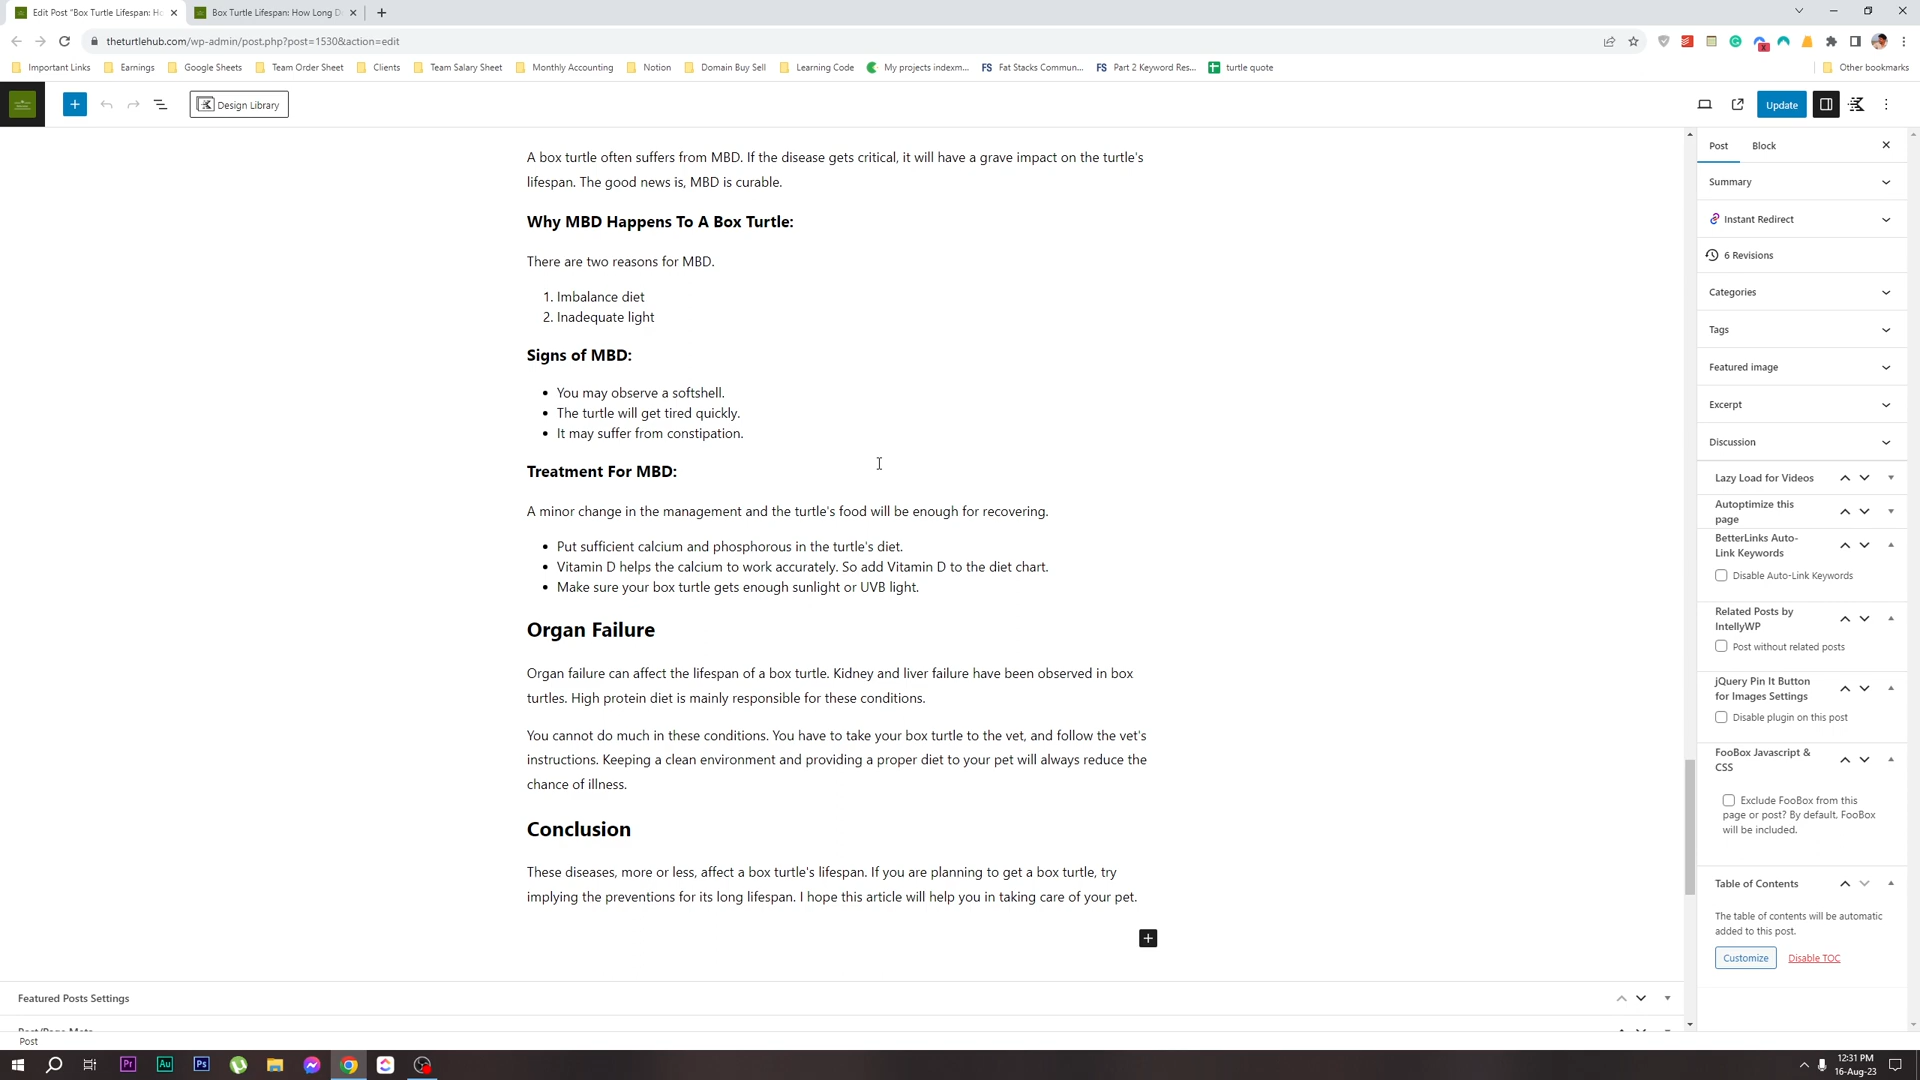 Edit Post "Box Turtle Lifespan: Ho
Box Turtle Lifespan: How Long D
theturtlehub.com/wp-admin/post.php?post=1530&action=edit
Important Links
Earnings
Google Sheets
Team Order Sheet
Clients
Team Salary Sheet
Monthly Accounting
Notion
Domain Buy Sell
Learning Code
My projects indexm...
FS Fat Stacks Commun...
FS Part 2 Keyword Res...
turtle quote
Other bookmarks
Design Library
Update
A box turtle often suffers from MBD. If the disease gets critical, it will have a grave impact on the turtle's
lifespan. The good news is, MBD is curable.
Why MBD Happens To A Box Turtle:
There are two reasons for MBD.
1. Imbalance diet
2. Inadequate light
Signs of MBD:
• You may observe a softshell.
• The turtle will get tired quickly.
• It may suffer from constipation.
Treatment For MBD:
A minor change in the management and the turtle's food will be enough for recovering.
• Put sufficient calcium and phosphorous in the turtle's diet.
• Vitamin D helps the calcium to work accurately. So add Vitamin D to the diet chart.
• Make sure your box turtle gets enough sunlight or UVB light.
Organ Failure
Organ failure can affect the lifespan of a box turtle. Kidney and liver failure have been observed in box
turtles. High protein diet is mainly responsible for these conditions.
You cannot do much in these conditions. You have to take your box turtle to the vet, and follow the vet's
instructions. Keeping a clean environment and providing a proper diet to your pet will always reduce the
chance of illness.
Conclusion
These diseases, more or less, affect a box turtle's lifespan. If you are planning to get a box turtle, try
implying the preventions for its long lifespan. I hope this article will help you in taking care of your pet.
Featured Posts Settings
Post/Page Meta
Post
Post
Block
Summary
Instant Redirect
6 Revisions
Categories
Tags
Featured image
Excerpt
Discussion
Lazy Load for Videos
Autoptimize this
page
BetterLinks Auto-
Link Keywords
Disable Auto-Link Keywords
Related Posts by
IntellyWP
Post without related posts
jQuery Pin It Button
for Images Settings
Disable plugin on this post
FooBox Javascript &
CSS
Exclude FooBox from this
page or post? By default, FooBox
will be included.
Table of Contents
The table of contents will be automatic
added to this post.
Customize
Disable TOC
Pr
Au
Ps
12:31 PM
16-Aug-23